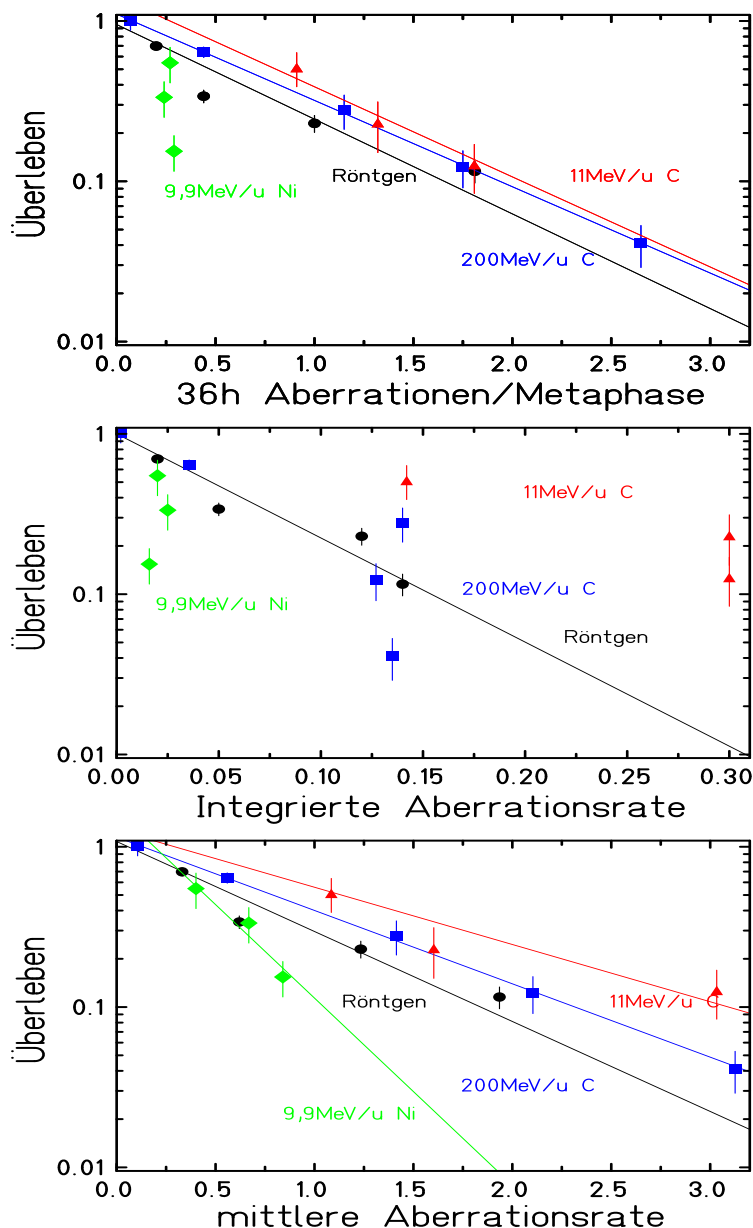 1
Überleben
0.1
0.01
Röntgen
11MeV/u C
9,9MeV/u Ni
200MeV/u C
0.0 0.5 1.0 1.5 2.0 2.5 3.0
36h Aberrationen/Metaphase
1
Überleben
0.1
0.01
11MeV/u C
9,9MeV/u Ni
200MeV/u C
Röntgen
0.00 0.05 0.10 0.15 0.20 0.25 0.30
Integrierte Aberrationsrate
1
Überleben
0.1
0.01
Röntgen
11MeV/u C
200MeV/u C
9,9MeV/u Ni
0.0 0.5 1.0 1.5 2.0 2.5 3.0
mittlere Aberrationsrate